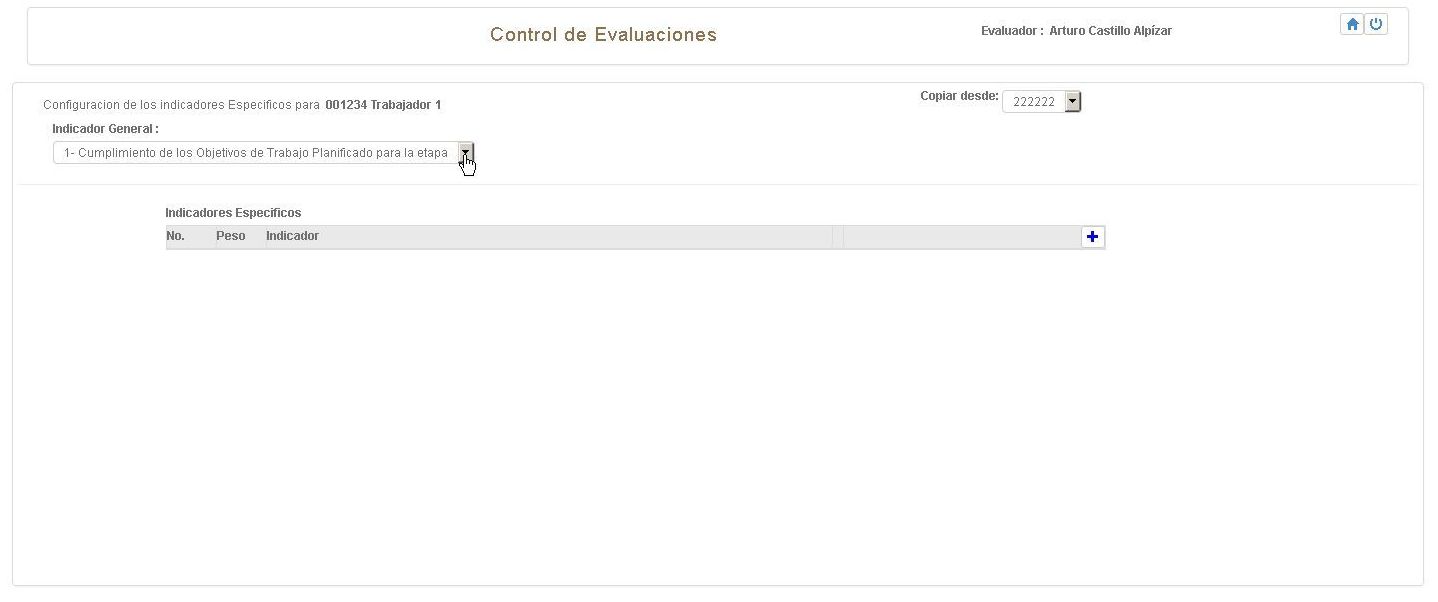 Control de Evaluaciones
Evaluador : Arturo Castillo Alpízar
Configuracion de los indicadores Especificos para 001234 Trabajador 1
Copiar desde: 222222
Indicador General :
1- Cumplimiento de los Objetivos de Trabajo Planificado para la etapa
Indicadores Especificos
No. Peso Indicador